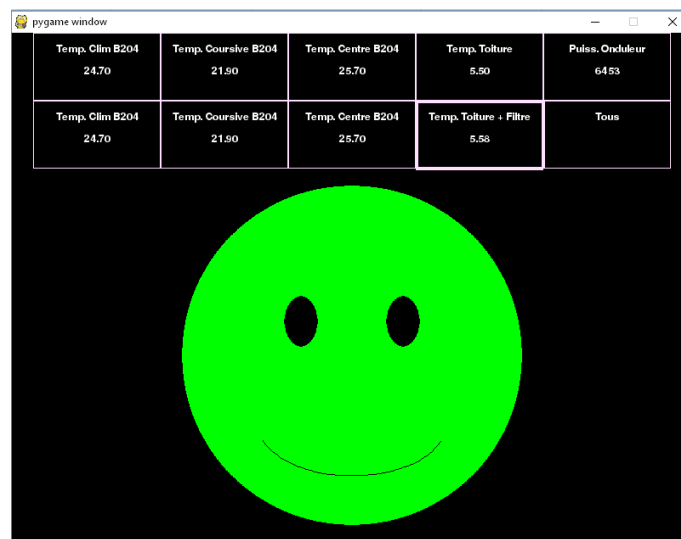 pygame window
Temp. Clim B204 Temp. Coursive B204 Temp. Centre B204 Temp. Toiture Puiss. Onduleur
24.70 21.90 25.70 5.50 6453
Temp. Clim B204 Temp. Coursive B204 Temp. Centre B204 Temp. Toiture + Filtre Tous
24.70 21.90 25.70 5.58